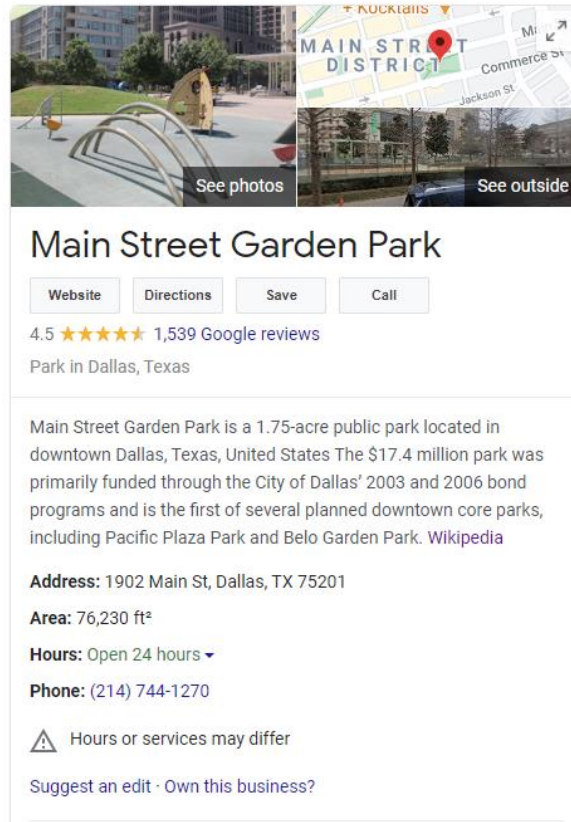 Kocktails
Ma
MAIN STREET
DISTRICT
Commerce St
Jackson St
See photos
See outside
Main Street Garden Park
Website Directions Save Call
4.5 1,539 Google reviews
Park in Dallas, Texas
Main Street Garden Park is a 1.75-acre public park located in
downtown Dallas, Texas, United States The $17.4 million park was
primarily funded through the City of Dallas’ 2003 and 2006 bond
programs and is the first of several planned downtown core parks,
including Pacific Plaza Park and Belo Garden Park. Wikipedia
Address: 1902 Main St, Dallas, TX 75201
Area: 76,230 ft²
Hours: Open 24 hours
Phone: (214) 744-1270
Hours or services may differ
Suggest an edit · Own this business?